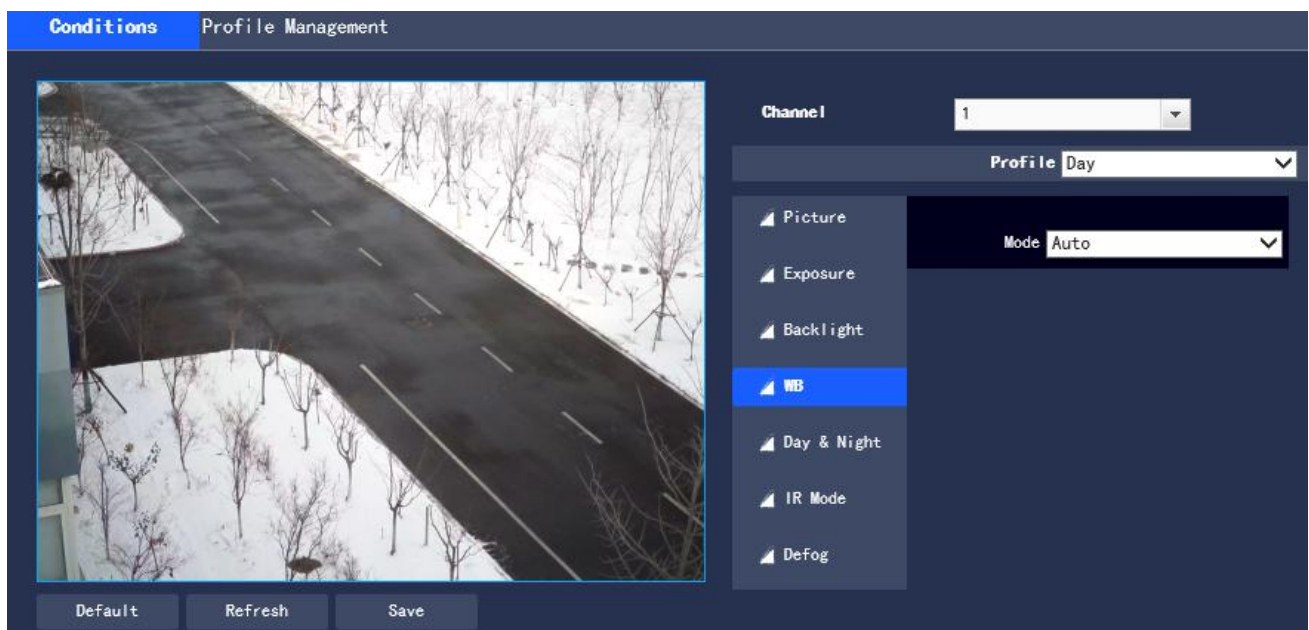 Conditions Profile Management
Channel 1
Profile Day
Picture
Mode Auto
Exposure
Backlight
WB
Day & Night
IR Mode
Defog
Default Refresh Save